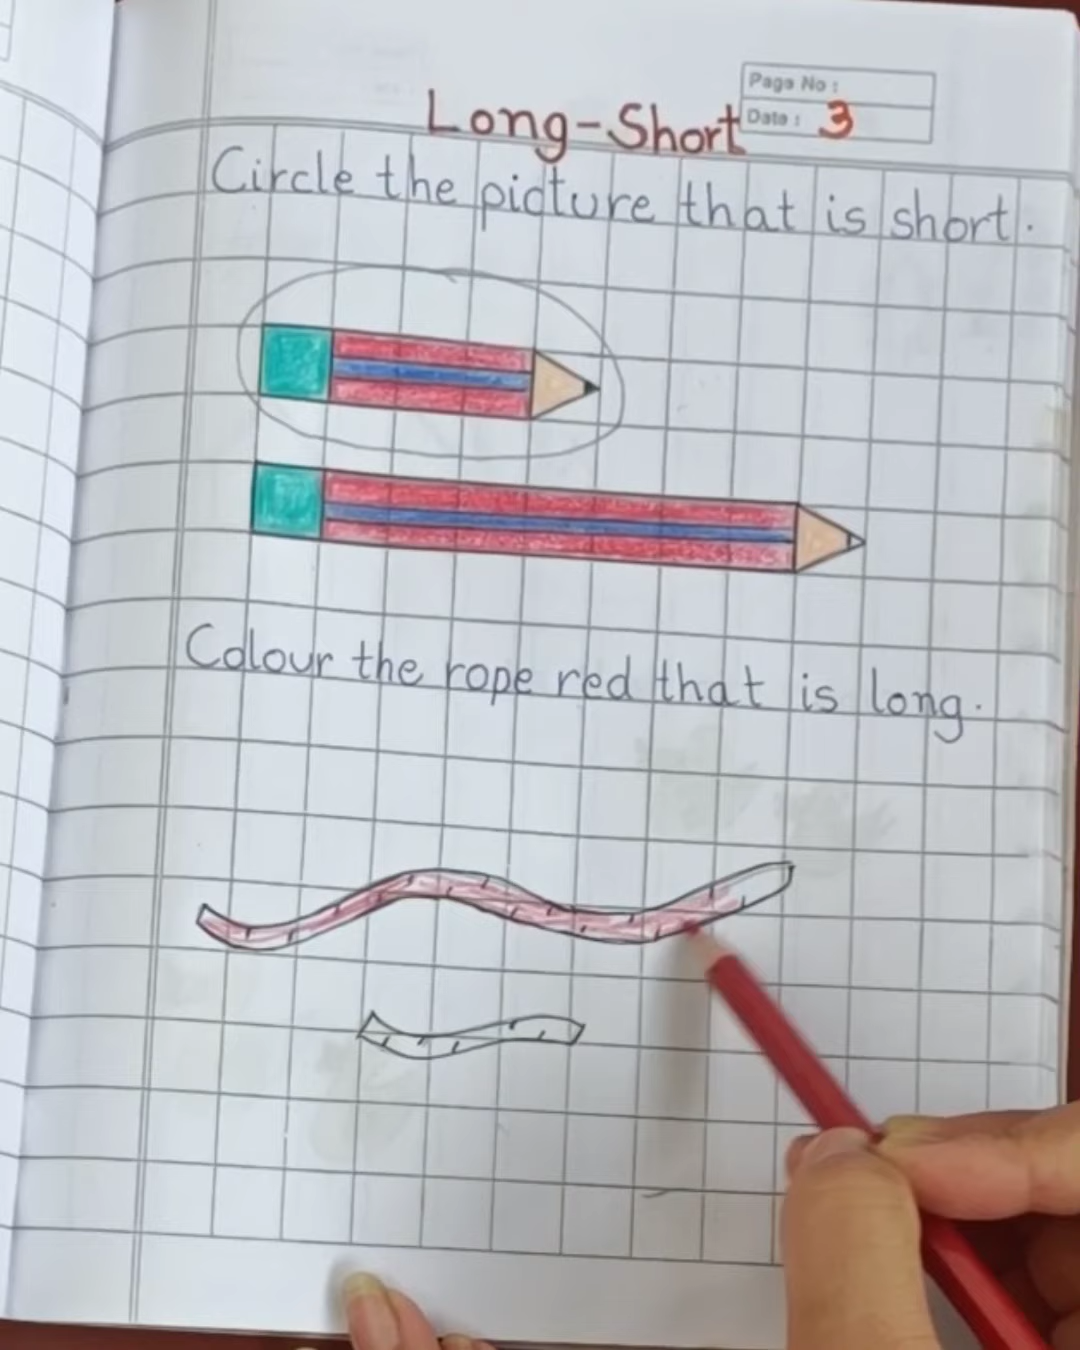 Page No :
Long-Short
Date : 3
Circle the picture that is short.
Colour the rope red that is long.